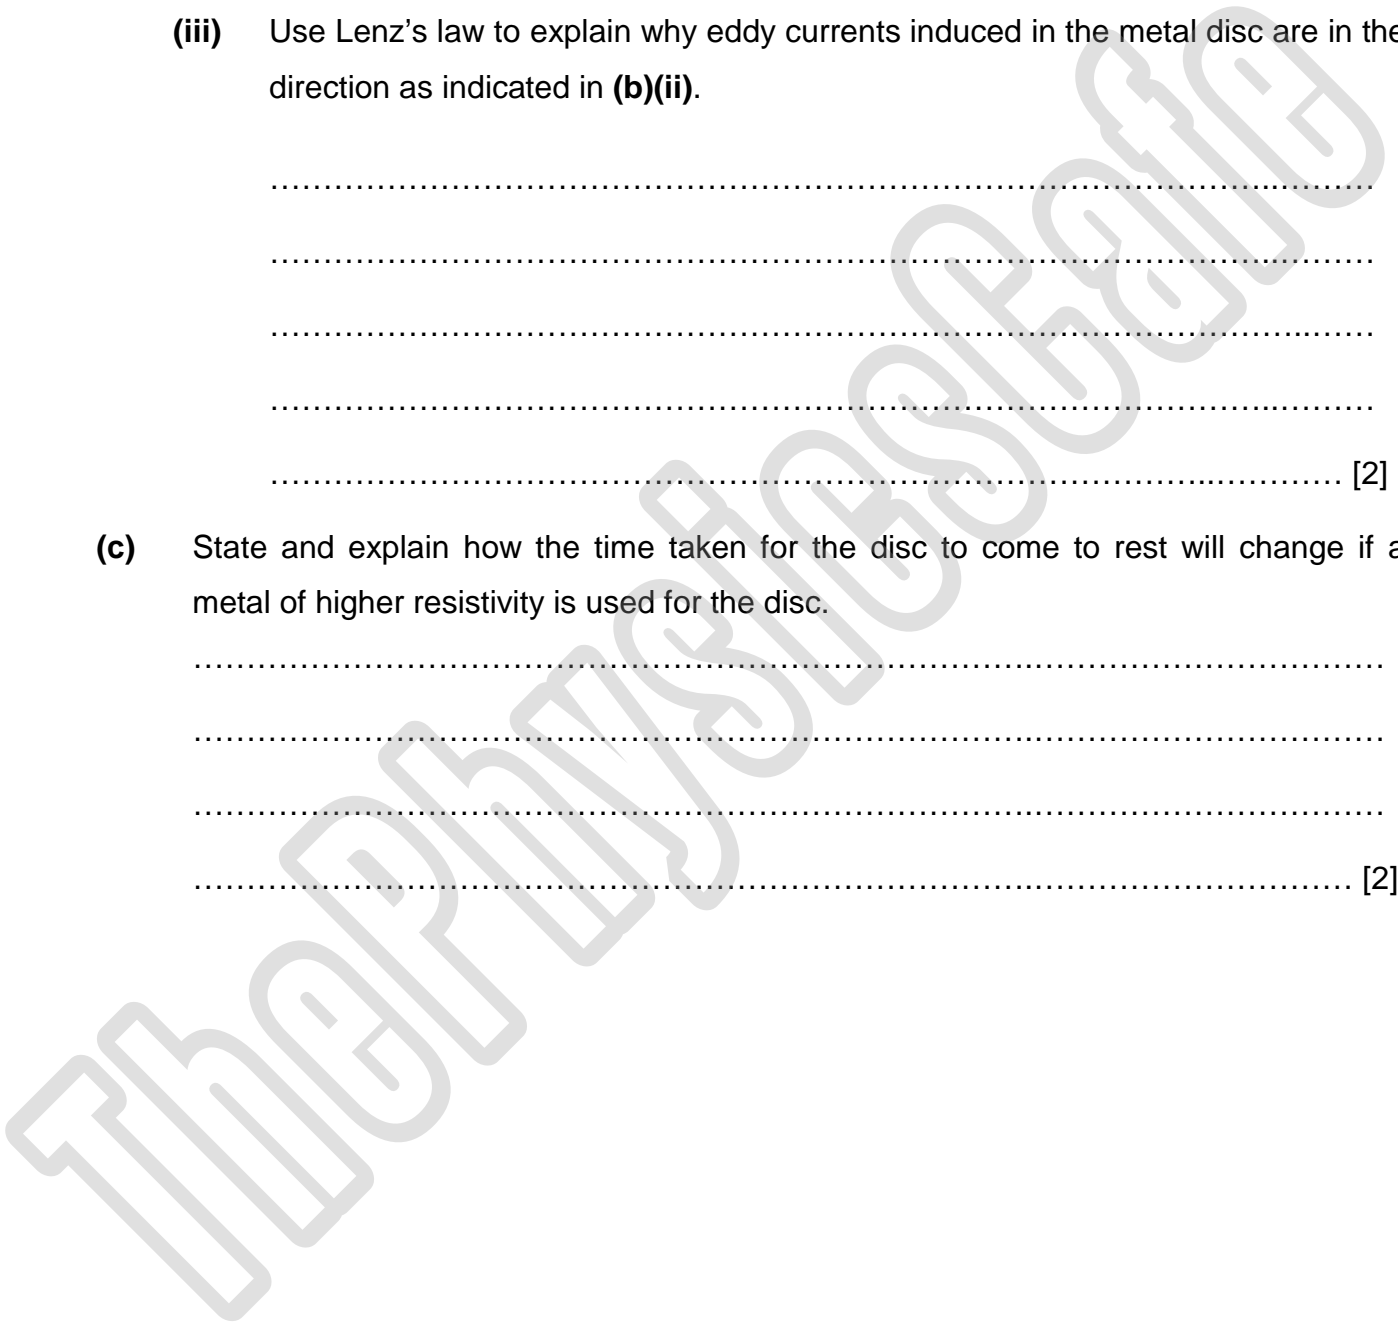 (iii) Use Lenz's law to explain why eddy currents induced in the metal disc are in the
direction as indicated in (b)(ii).
……………………………………………………………………………………...………
……………………………………………………………………………………...………
……………………………………………………………………………………...………
……………………………………………………………………………………...………
……………………………………………………………………………...………… [2]
(c) State and explain how the time taken for the disc to come to rest will change if a
metal of higher resistivity is used for the disc.
……………………………………………………………………………………………
……………………………………………………………………………………………
……………………………………………………………………………………………
………………………………………………………………………………………… [2]
ThePhysicsCafe